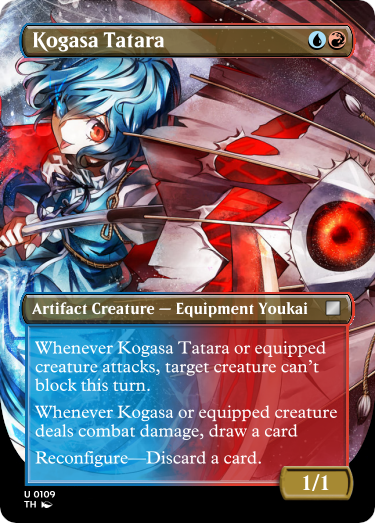 Kogasa Tatara
Artifact Creature — Equipment Youkai
Whenever Kogasa Tatara or equipped
creature attacks, target creature can't
block this turn.
Whenever Kogasa or equipped creature
deals combat damage, draw a card
Reconfigure—Discard a card.
1/1
U 0109
TH